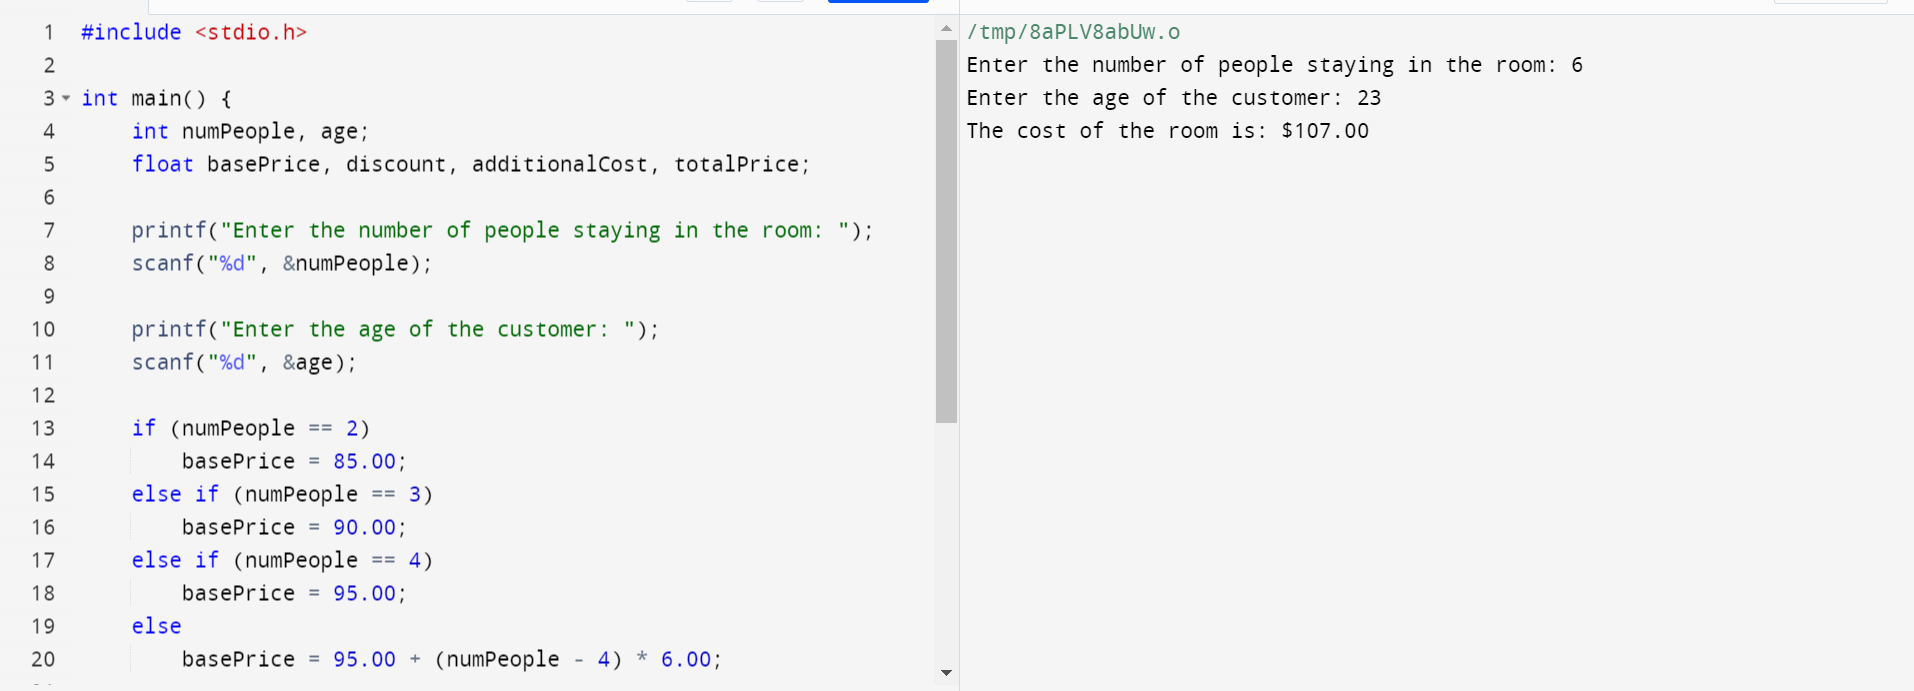 1 #include <stdio.h>
2
3 int main() {
4     int numPeople, age;
5     float basePrice, discount, additionalCost, totalPrice;
6
7     printf("Enter the number of people staying in the room: ");
8     scanf("%d", &numPeople);
9
10     printf("Enter the age of the customer: ");
11     scanf("%d", &age);
12
13     if (numPeople == 2)
14         basePrice = 85.00;
15     else if (numPeople == 3)
16         basePrice = 90.00;
17     else if (numPeople == 4)
18         basePrice = 95.00;
19     else
20         basePrice = 95.00 + (numPeople - 4) * 6.00;
/tmp/8aPLV8abUw.o
Enter the number of people staying in the room: 6
Enter the age of the customer: 23
The cost of the room is: $107.00